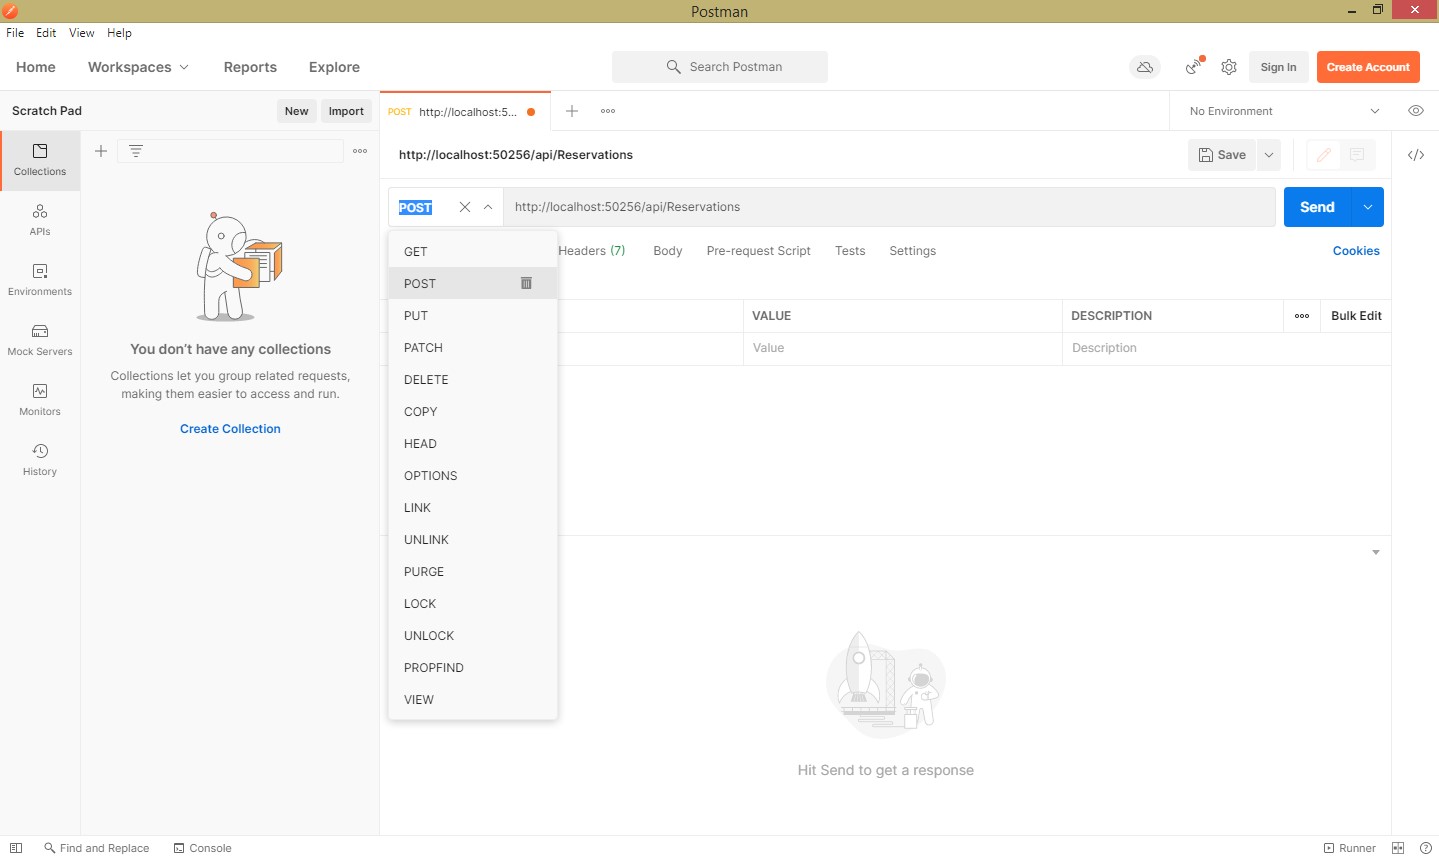 Postman
File Edit View Help
Home Workspaces Reports Explore Search Postman Sign In Create Account
Scratch Pad New Import POST http://localhost:5... No Environment
http://localhost:50256/api/Reservations Save
Collections
POST http://localhost:50256/api/Reservations Send
APIs
Environments
Mock Servers
Monitors
History
You don’t have any collections
Collections let you group related requests,
making them easier to access and run.
Create Collection
Headers (7) Body Pre-request Script Tests Settings Cookies
GET
POST
PUT
PATCH
DELETE
COPY
HEAD
OPTIONS
LINK
UNLINK
PURGE
LOCK
UNLOCK
PROPFIND
VIEW
VALUE DESCRIPTION Bulk Edit
Value Description
Hit Send to get a response
Find and Replace Console Runner